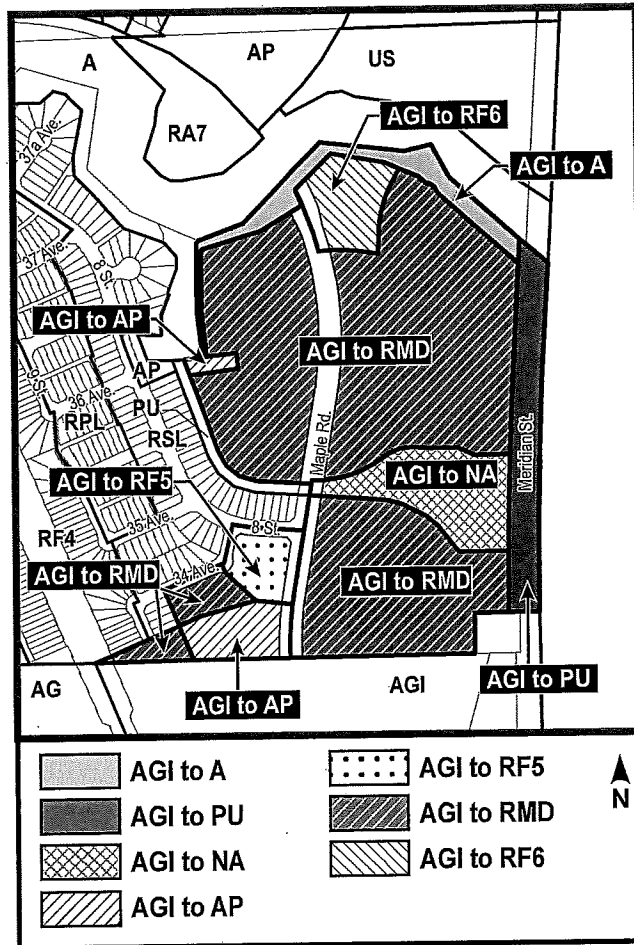 A
AP
US
RA7
AGI to RF6
AGI to A
37a Ave.
37 Ave.
8 St.
AGI to AP
AGI to RMD
AP
9 St.
36 Ave.
PU
RPL
RSL
Maple Rd.
Meridian St.
AGI to NA
AGI to RF5
35 Ave.
8 St.
RF4
AGI to RMD
34 Ave.
AGI to RMD
AG
AGI to AP
AGI
AGI to PU
AGI to A
AGI to RF5
AGI to PU
AGI to RMD
N
AGI to NA
AGI to RF6
AGI to AP